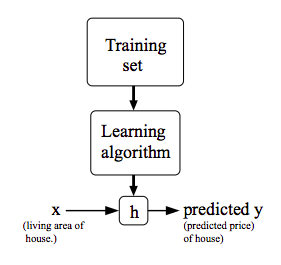 Training
set
Learning
algorithm
x
h
predicted y
(living area of
house.)
(predicted price)
of house)